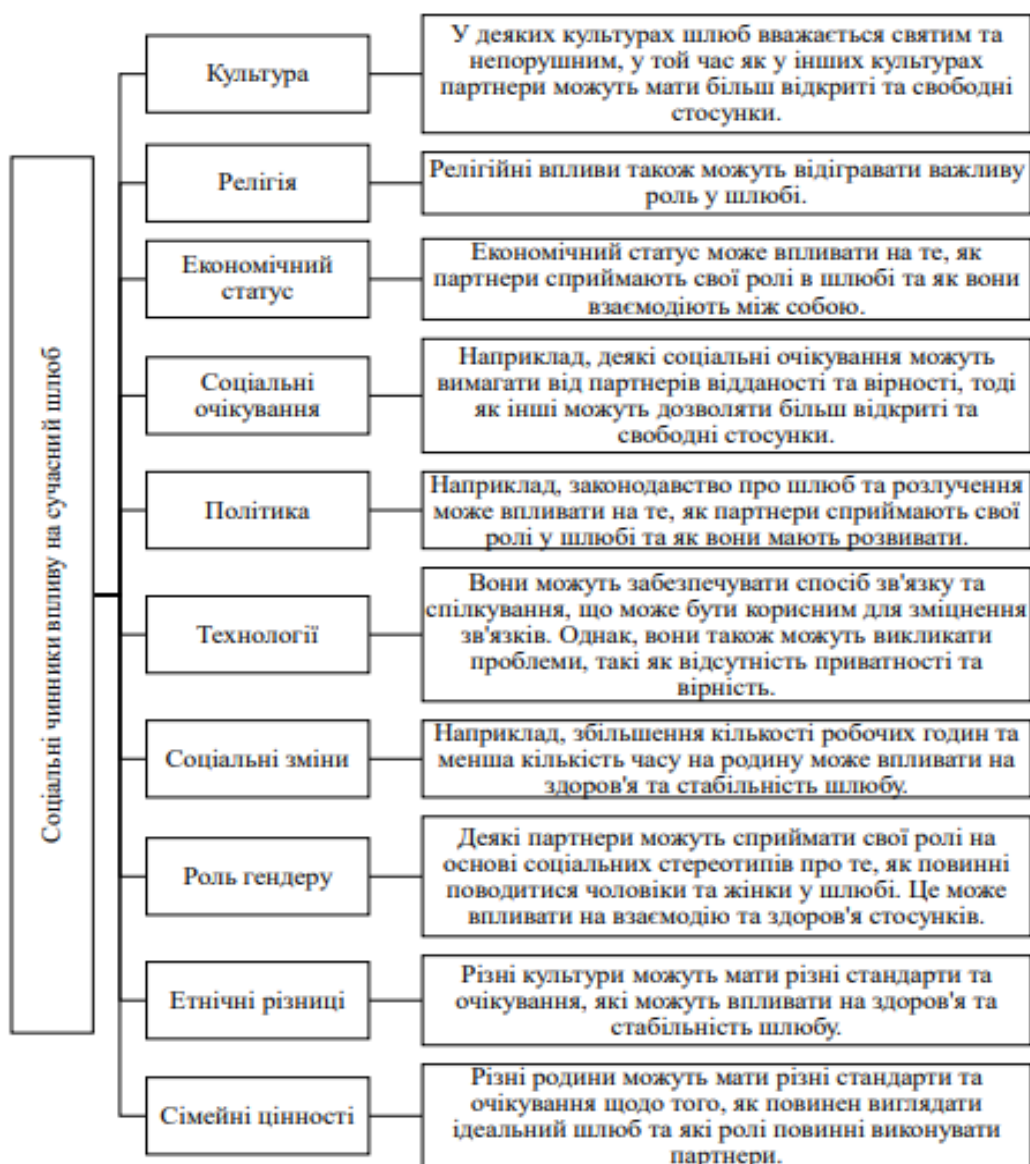 Соціальні чинники впливу на сучасний шлюб
Культура
У деяких культурах шлюб вважається святим та
непорушним, у той час як у інших культурах
партнери можуть мати більш відкриті та свободні
стосунки.
Релігія
Релігійні впливи також можуть відігравати важливу
роль у шлюбі.
Економічний
статус
Економічний статус може впливати на те, як
партнери сприймають свої ролі в шлюбі та як вони
взаємодіють між собою.
Соціальні
очікування
Наприклад, деякі соціальні очікування можуть
вимагати від партнерів відданості та вірності, тоді
як інші можуть дозволяти більш відкриті та
свободні стосунки.
Політика
Наприклад, законодавство про шлюб та розлучення
може впливати на те, як партнери сприймають свої
ролі у шлюбі та як вони мають розвивати.
Технології
Вони можуть забезпечувати спосіб зв'язку та
спілкування, що може бути корисним для зміцнення
зв'язків. Однак, вони також можуть викликати
проблеми, такі як відсутність приватності та
вірність.
Соціальні зміни
Наприклад, збільшення кількості робочих годин та
менша кількість часу на родину може впливати на
здоров'я та стабільність шлюбу.
Роль гендеру
Деякі партнери можуть сприймати свої ролі на
основі соціальних стереотипів про те, як повинні
поводитися чоловіки та жінки у шлюбі. Це може
впливати на взаємодію та здоров'я стосунків.
Етнічні різниці
Різні культури можуть мати різні стандарти та
очікування, які можуть впливати на здоров'я та
стабільність шлюбу.
Сімейні цінності
Різні родини можуть мати різні стандарти та
очікування щодо того, як повинен виглядати
ідеальний шлюб та які ролі повинні виконувати
партнери.